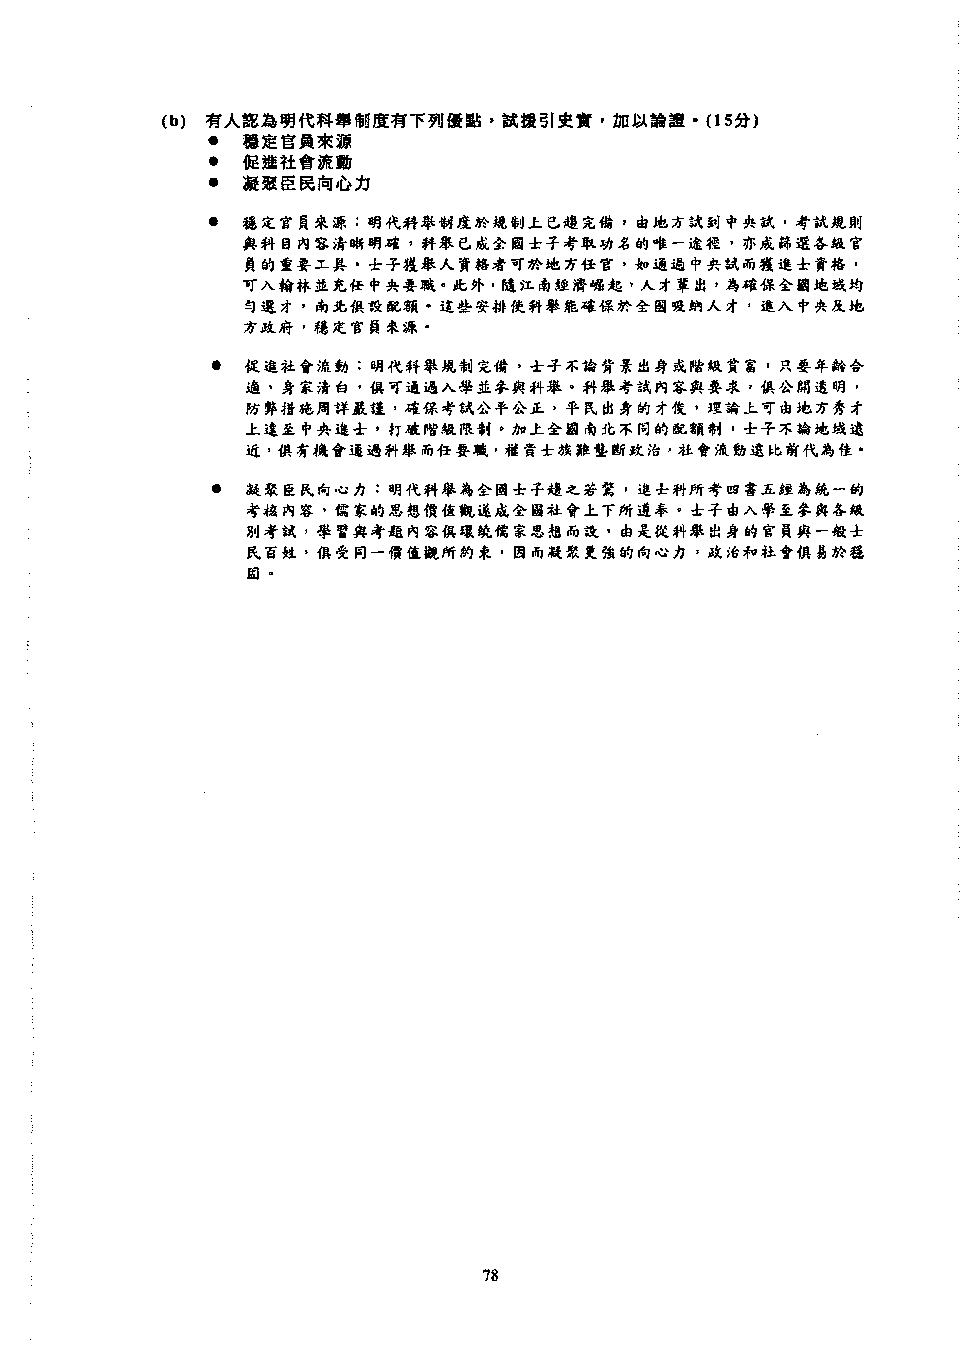 (b) 有人認為明代科舉制度有下列優點，試援引史實，加以論證。(15分)
● 穩定官員來源
● 促進社會流動
● 凝聚臣民向心力
● 穩定官員來源：明代科舉制度於規制上已趨完備，由地方試到中央試，考試規則
與科目內容清晰明確，科舉已成全國士子考取功名的唯一途徑，亦成篩選各級官
員的重要工具。士子獲舉人資格者可於地方任官，如通過中央試而獲進士資格，
可入翰林並充任中央要職。此外，隨江南經濟崛起，人才輩出，為確保全國地域均
勻選才，南北俱設配額。這些安排使科舉能確保於全國吸納人才，進入中央及地
方政府，穩定官員來源。
● 促進社會流動：明代科舉規制完備，士子不論背景出身或階級貧富，只要年齡合
適、身家清白，俱可通過入學並參與科舉。科舉考試內容與要求，俱公開透明，
防弊措施周詳嚴謹，確保考試公平公正，平民出身的才俊，理論上可由地方秀才
上達至中央進士，打破階級限制。加上全國南北不同的配額制，士子不論地域遠
近，俱有機會通過科舉而任要職，權貴士族難壟斷政治，社會流動遠比前代為佳。
● 凝聚臣民向心力：明代科舉為全國士子趨之若鶩，進士科所考四書五經為統一的
考核內容，儒家的思想價值觀遂成全國社會上下所遵奉。士子由入學至參與各級
別考試，學習與考題內容俱環繞儒家思想而設，由是從科舉出身的官員與一般士
民百姓，俱受同一價值觀所約束，因而凝聚更強的向心力，政治和社會俱易於穩
固。
78